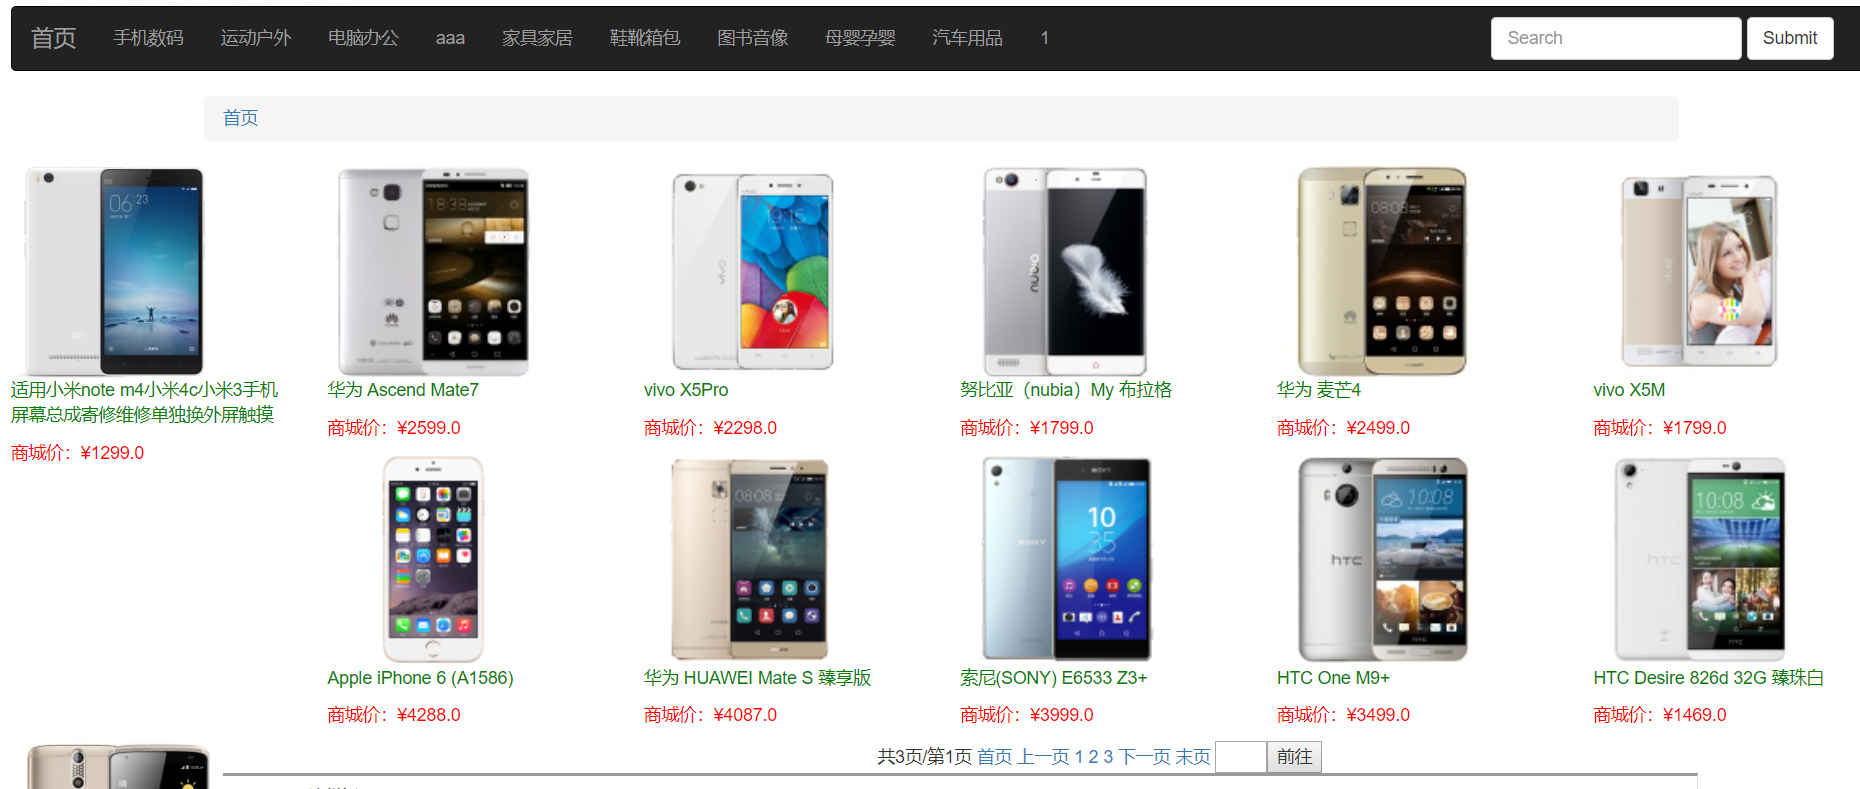 首页 手机数码 运动户外 电脑办公 aaa 家具家居 鞋靴箱包 图书音像 母婴孕婴 汽车用品 1 Search Submit
首页
适用小米note m4小米4c小米3手机
屏幕总成寄修维修单独换外屏触摸
商城价：¥1299.0
华为 Ascend Mate7
商城价：¥2599.0
vivo X5Pro
商城价：¥2298.0
努比亚（nubia）My 布拉格
商城价：¥1799.0
华为 麦芒4
商城价：¥2499.0
vivo X5M
商城价：¥1799.0
Apple iPhone 6 (A1586)
商城价：¥4288.0
华为 HUAWEI Mate S 臻享版
商城价：¥4087.0
索尼(SONY) E6533 Z3+
商城价：¥3999.0
HTC One M9+
商城价：¥3499.0
HTC Desire 826d 32G 臻珠白
商城价：¥1469.0
共3页/第1页 首页 上一页 1 2 3 下一页 末页 前往